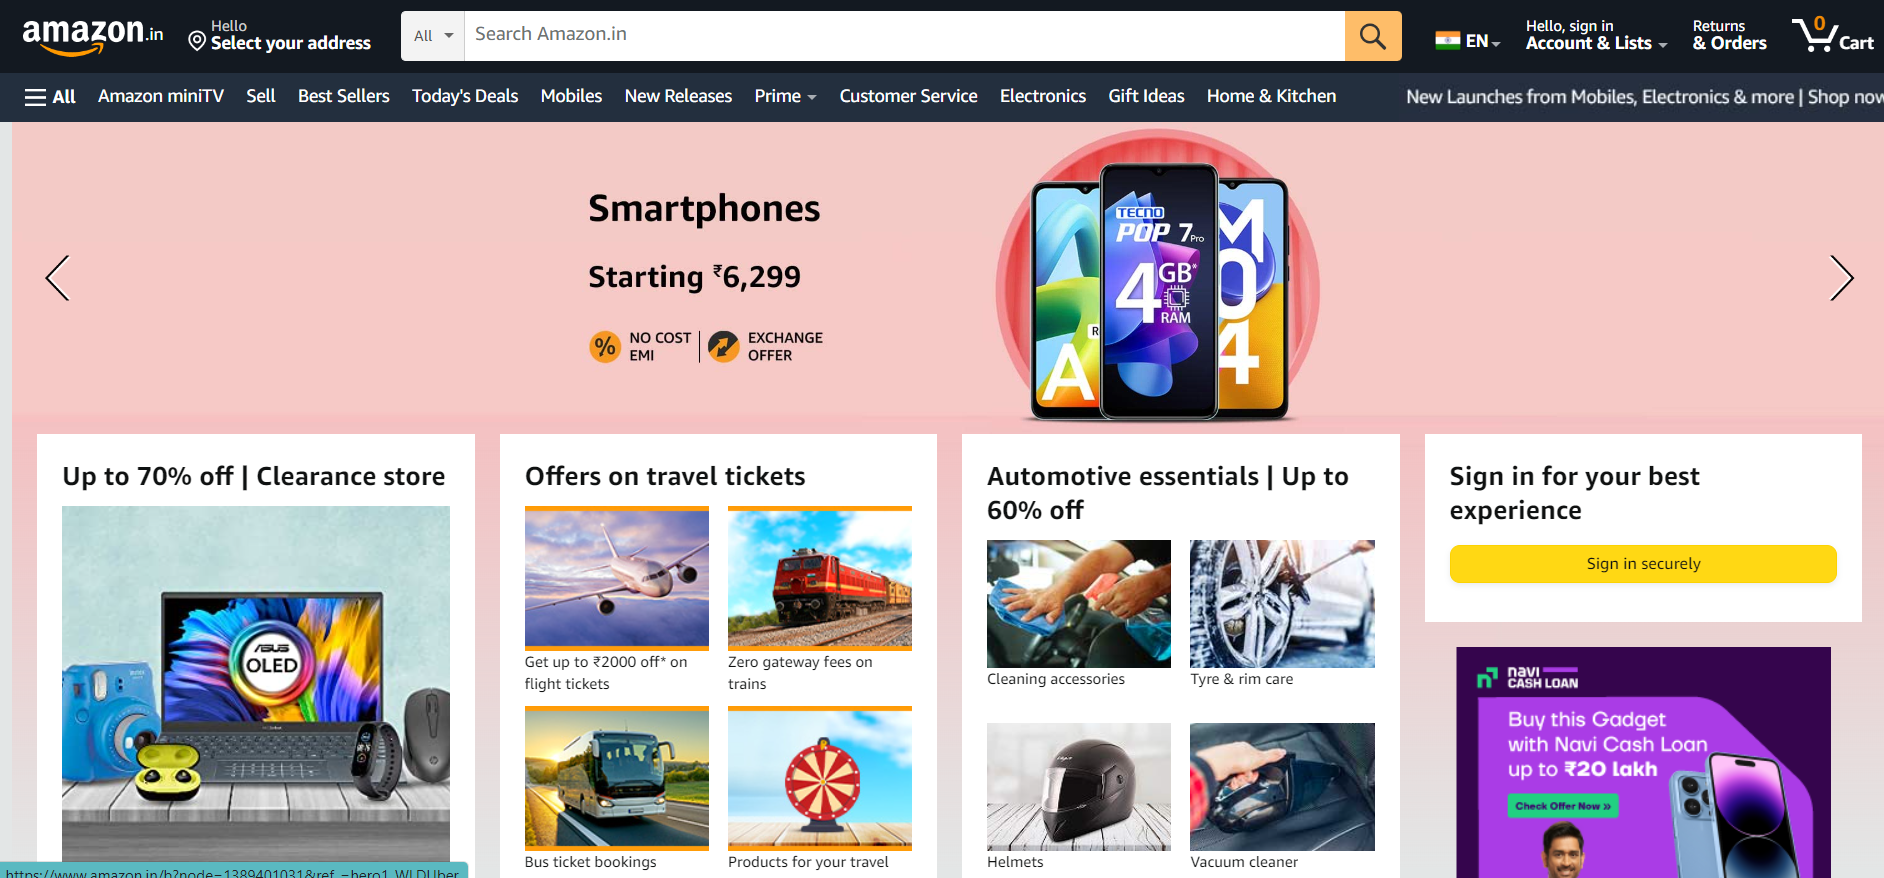 amazon.in
Hello
Select your address
All
Search Amazon.in
EN
Hello, sign in
Account & Lists
Returns
& Orders
0
Cart
All
Amazon miniTV
Sell
Best Sellers
Today's Deals
Mobiles
New Releases
Prime
Customer Service
Electronics
Gift Ideas
Home & Kitchen
New Launches from Mobiles, Electronics & more | Shop now
Smartphones
Starting ₹6,299
%
NO COST
EMI
EXCHANGE
OFFER
TECNO
POP 7 Pro
4 GB*
RAM
R
A
M
0
4
Up to 70% off | Clearance store
ASUS
OLED
hp
Offers on travel tickets
Get up to ₹2000 off* on
flight tickets
Zero gateway fees on
trains
Bus ticket bookings
Products for your travel
Automotive essentials | Up to
60% off
Cleaning accessories
Tyre & rim care
Helmets
Vacuum cleaner
Sign in for your best
experience
Sign in securely
navi
CASH LOAN
Buy this Gadget
with Navi Cash Loan
up to ₹20 lakh
Check Offer Now »
https://www.amazon.in/b?node=1389401031&ref_=hero1_WLDUber